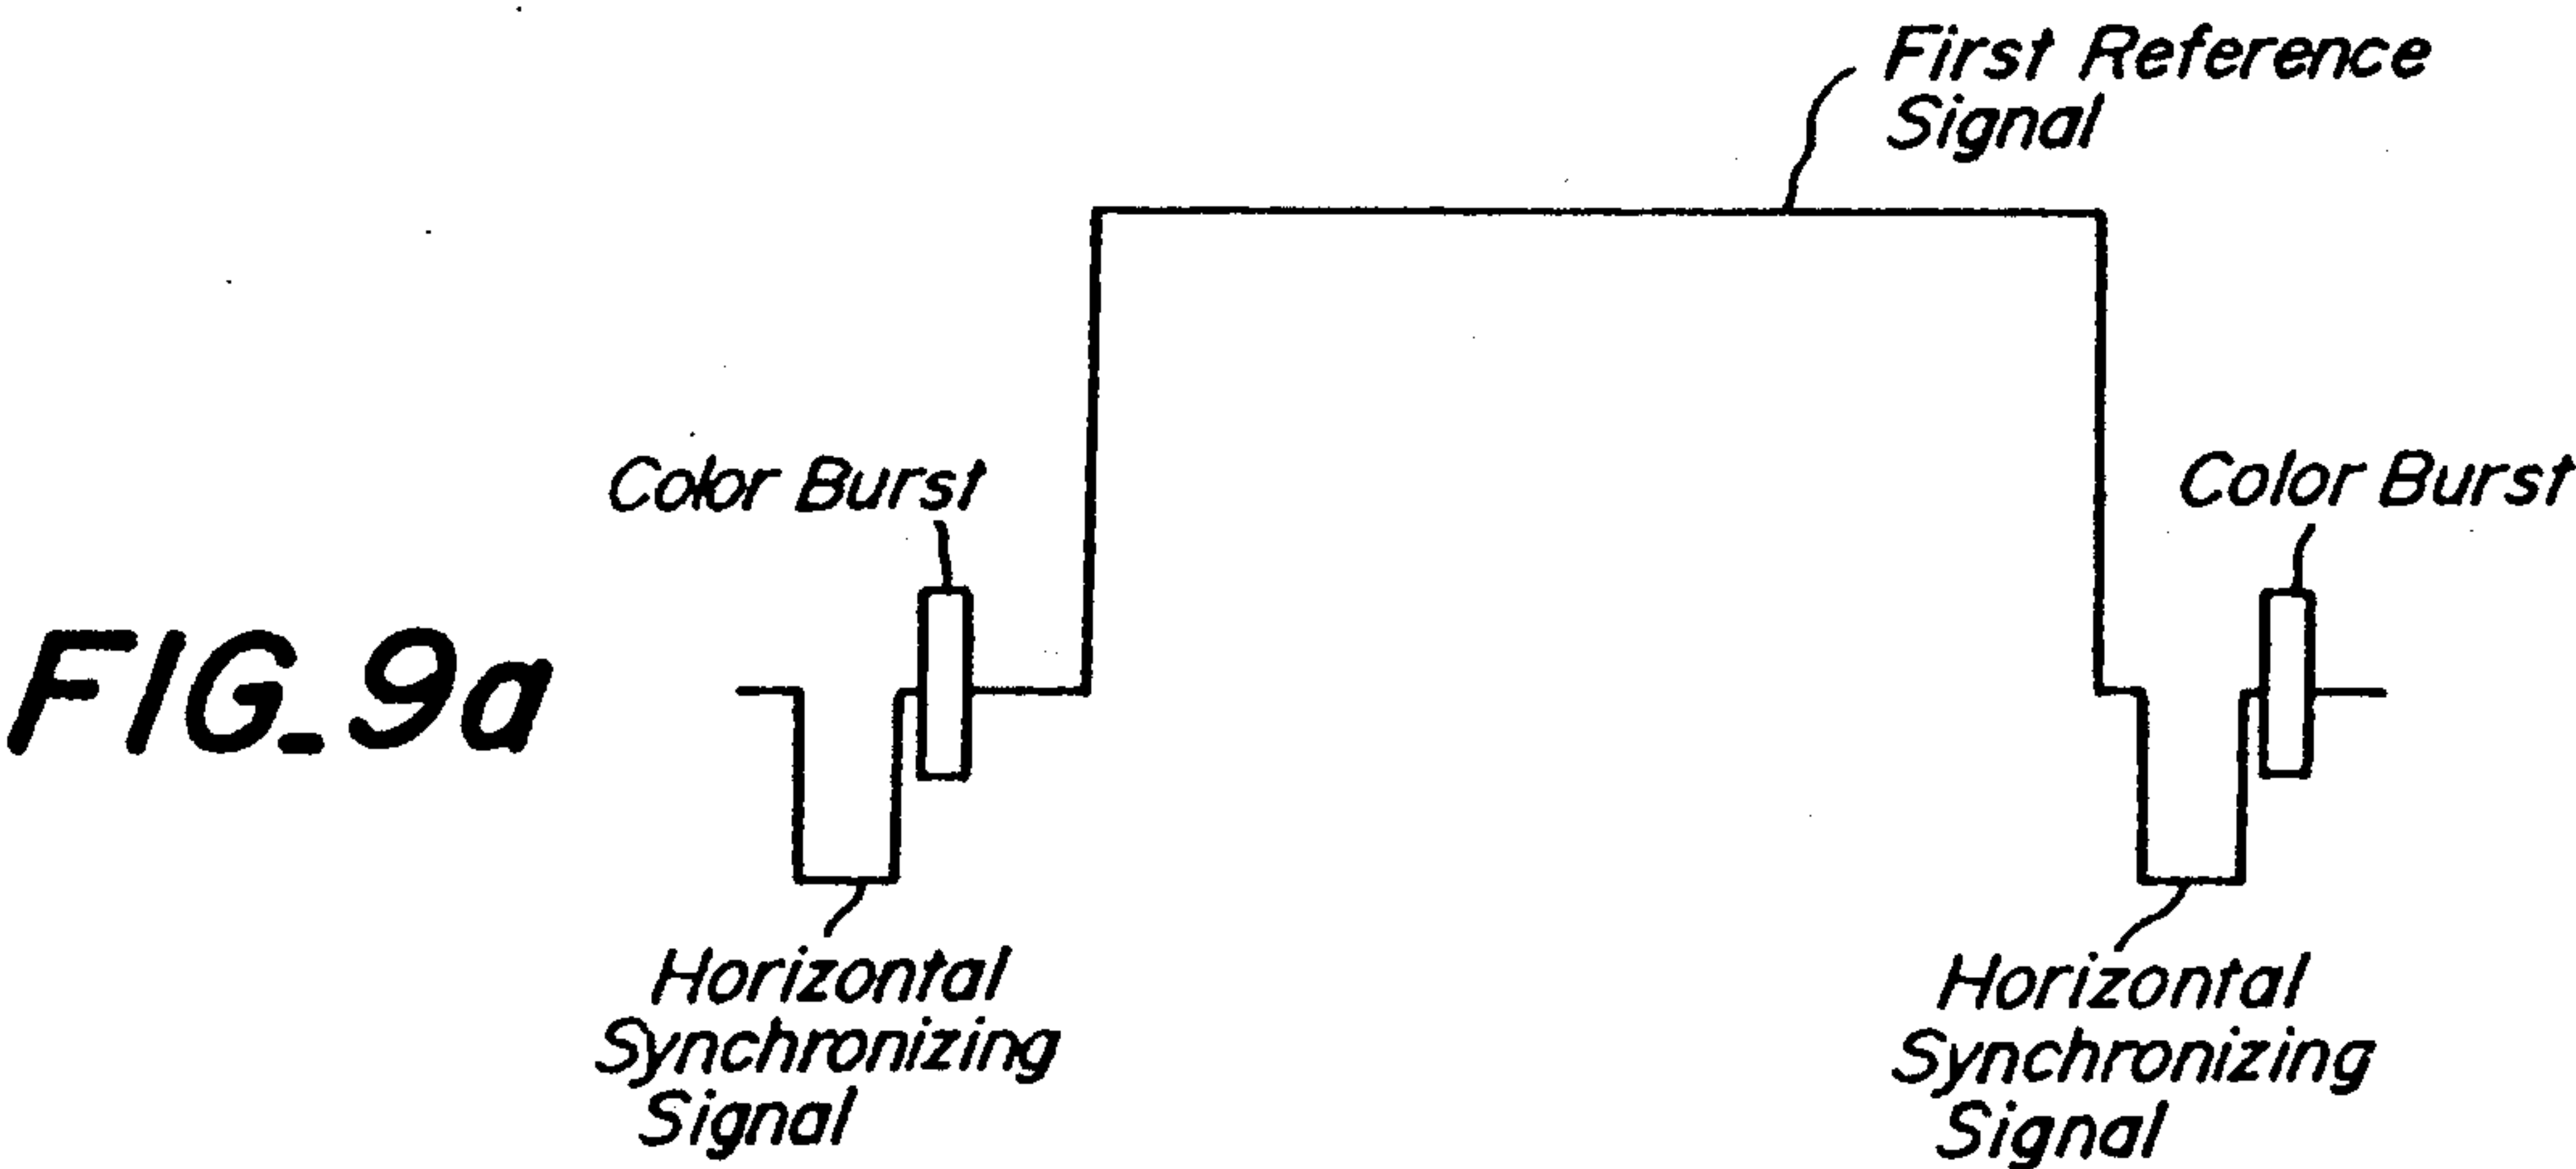 First Reference
Signal
Color Burst
Color Burst
FIG_9a
Horizontal
Synchronizing
Signal
Horizontal
Synchronizing
Signal